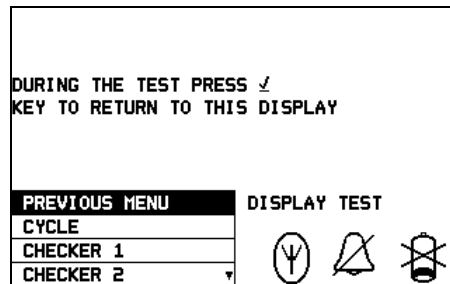 DURING THE TEST PRESS ✓
KEY TO RETURN TO THIS DISPLAY
PREVIOUS MENU
DISPLAY TEST
CYCLE
CHECKER 1
CHECKER 2